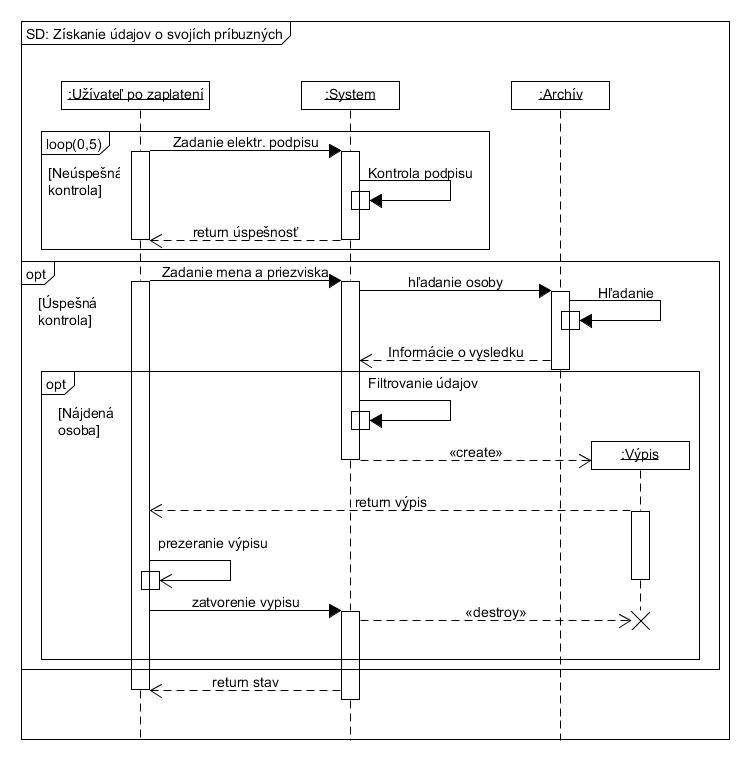 SD: Získanie údajov o svojích príbuzných
:Užívateľ po zaplatení
:System
:Archív
loop(0,5)
Zadanie elektr. podpisu
[Neúspešná
kontrola]
Kontrola podpisu
return úspešnosť
opt
Zadanie mena a priezviska
hľadanie osoby
Hľadanie
[Úspešná
kontrola]
Informácie o vysledku
opt
Filtrovanie údajov
[Nájdená
osoba]
«create»
:Výpis
return výpis
prezeranie výpisu
zatvorenie vypisu
«destroy»
return stav